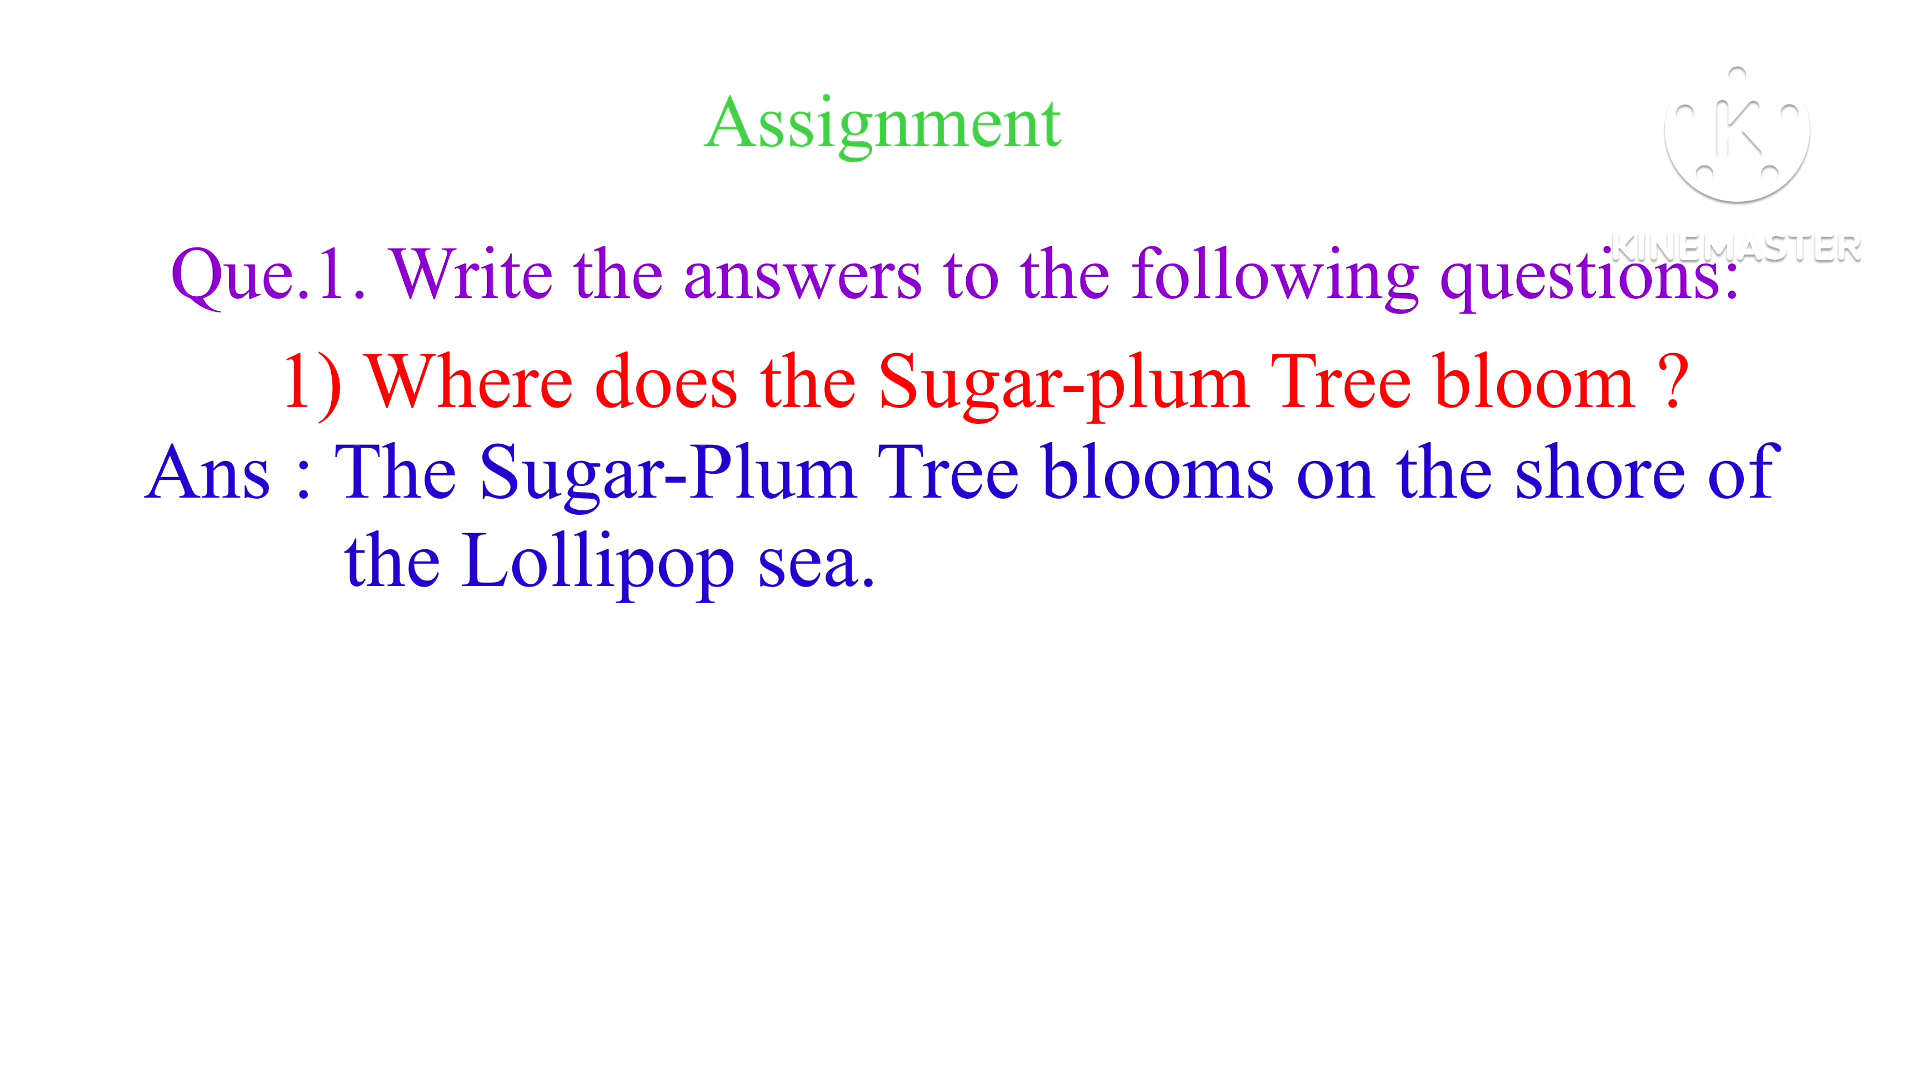 Assignment
KINEMASTER
Que.1. Write the answers to the following questions:
1) Where does the Sugar-plum Tree bloom ?
Ans : The Sugar-Plum Tree blooms on the shore of
the Lollipop sea.